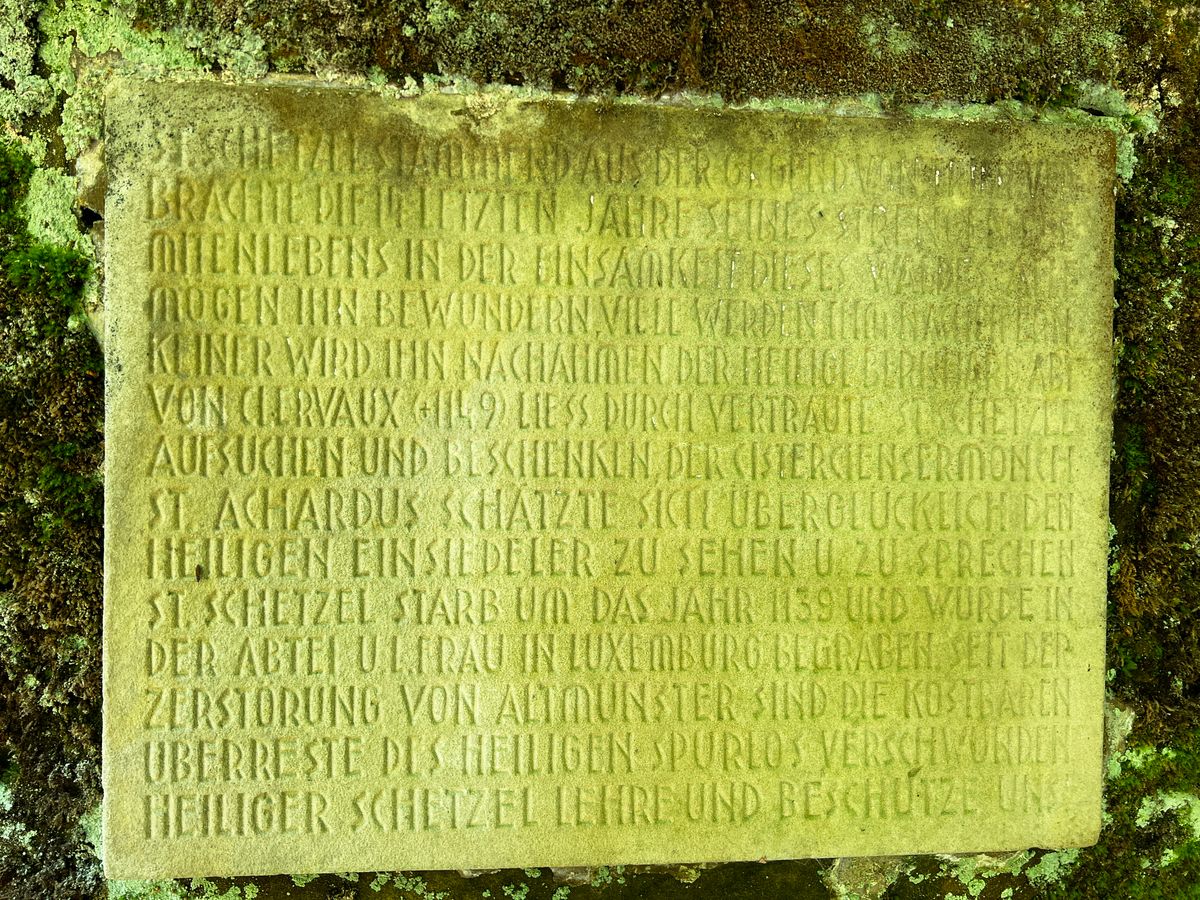 ST. SCHETZEL STAMMEND AUS DER GEGEND VON
BRACHTE DIE 14 LETZTEN JAHRE SEINES STRENGEN
MITENLEBENS IN DER EINSAMKEIT DIESES WALDES
MÖGEN IHN BEWUNDERN, VIELE WERDEN IHM
KEINER WIRD IHN NACHAHMEN DER HEILIGE BERNHARD ABT
VON CLERVAUX (+1149) LIESS DURCH VERTRAUTE ST. SCHETZEL
AUFSUCHEN UND BESCHENKEN, DER CISTERCIENSERMÖNCH
ST. ACHARDUS SCHÄTZTE SICH ÜBERGLÜCKLICH DEN
HEILIGEN EINSIEDELER ZU SEHEN U. ZU SPRECHEN
ST. SCHETZEL STARB UM DAS JAHR 1139 UND WURDE IN
DER ABTEI U.L.FRAU IN LUXEMBURG BEGRABEN. SEIT DER
ZERSTÖRUNG VON ALTMÜNSTER SIND DIE KOSTBAREN
ÜBERRESTE DES HEILIGEN SPURLOS VERSCHWUNDEN
HEILIGER SCHETZEL LEHRE UND BESCHÜTZE UNS.